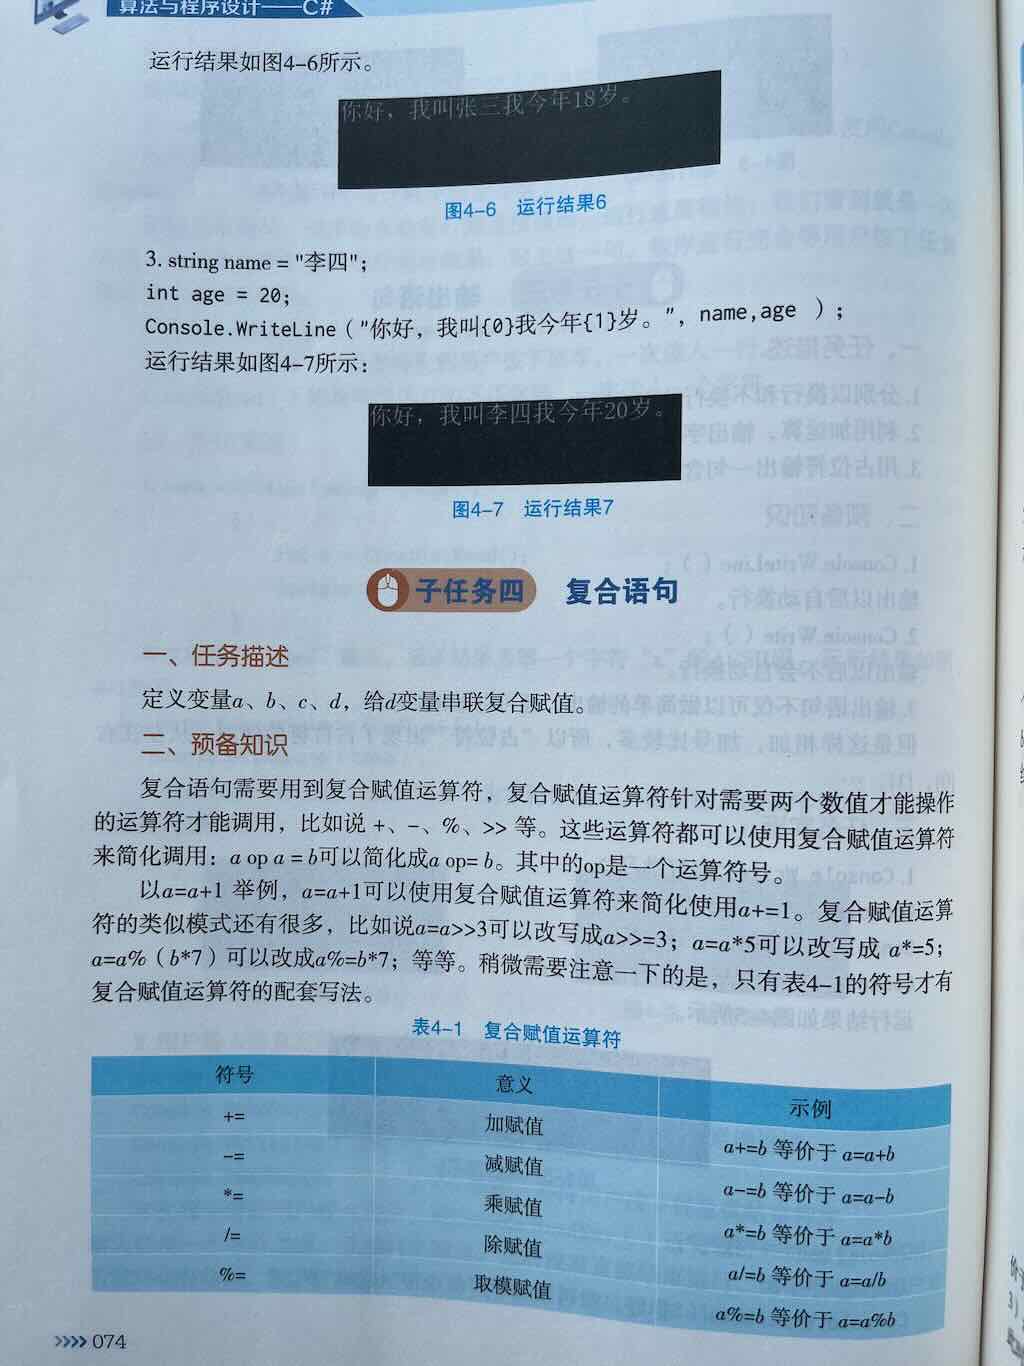 算法与程序设计——C#
运行结果如图4-6所示。
你好，我叫张三我今年18岁。
图4-6 运行结果6
3. string name = "李四";
int age = 20;
Console.WriteLine（"你好，我叫{0}我今年{1}岁。"，name,age ）;
运行结果如图4-7所示：
你好，我叫李四我今年20岁。
图4-7 运行结果7
子任务四 复合语句
一、任务描述
定义变量a、b、c、d，给d变量串联复合赋值。
二、预备知识
复合语句需要用到复合赋值运算符，复合赋值运算符针对需要两个数值才能操作
的运算符才能调用，比如说 +、-、%、>> 等。这些运算符都可以使用复合赋值运算符
来简化调用：a op a = b可以简化成a op= b。其中的op是一个运算符号。
以a=a+1 举例，a=a+1可以使用复合赋值运算符来简化使用a+=1。复合赋值运算
符的类似模式还有很多，比如说a=a>>3可以改写成a>>=3；a=a*5可以改写成 a*=5；
a=a%（b*7）可以改成a%=b*7；等等。稍微需要注意一下的是，只有表4-1的符号才有
复合赋值运算符的配套写法。
表4-1 复合赋值运算符
符号 意义 示例
+= 加赋值 a+=b 等价于 a=a+b
-= 减赋值 a-=b 等价于 a=a-b
*= 乘赋值 a*=b 等价于 a=a*b
/= 除赋值 a/=b 等价于 a=a/b
%= 取模赋值 a%=b 等价于 a=a%b
>>>> 074